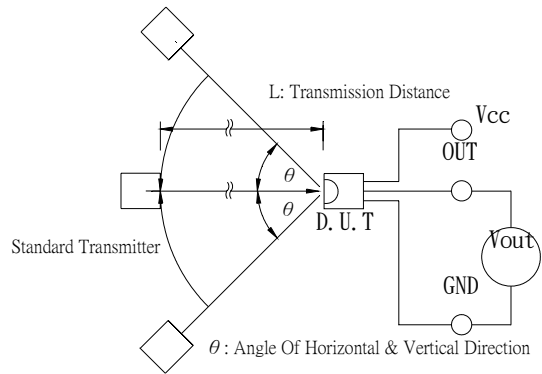 L: Transmission Distance
Vcc
OUT
θ
θ
D.U.T
Standard Transmitter
Vout
GND
θ: Angle Of Horizontal & Vertical Direction